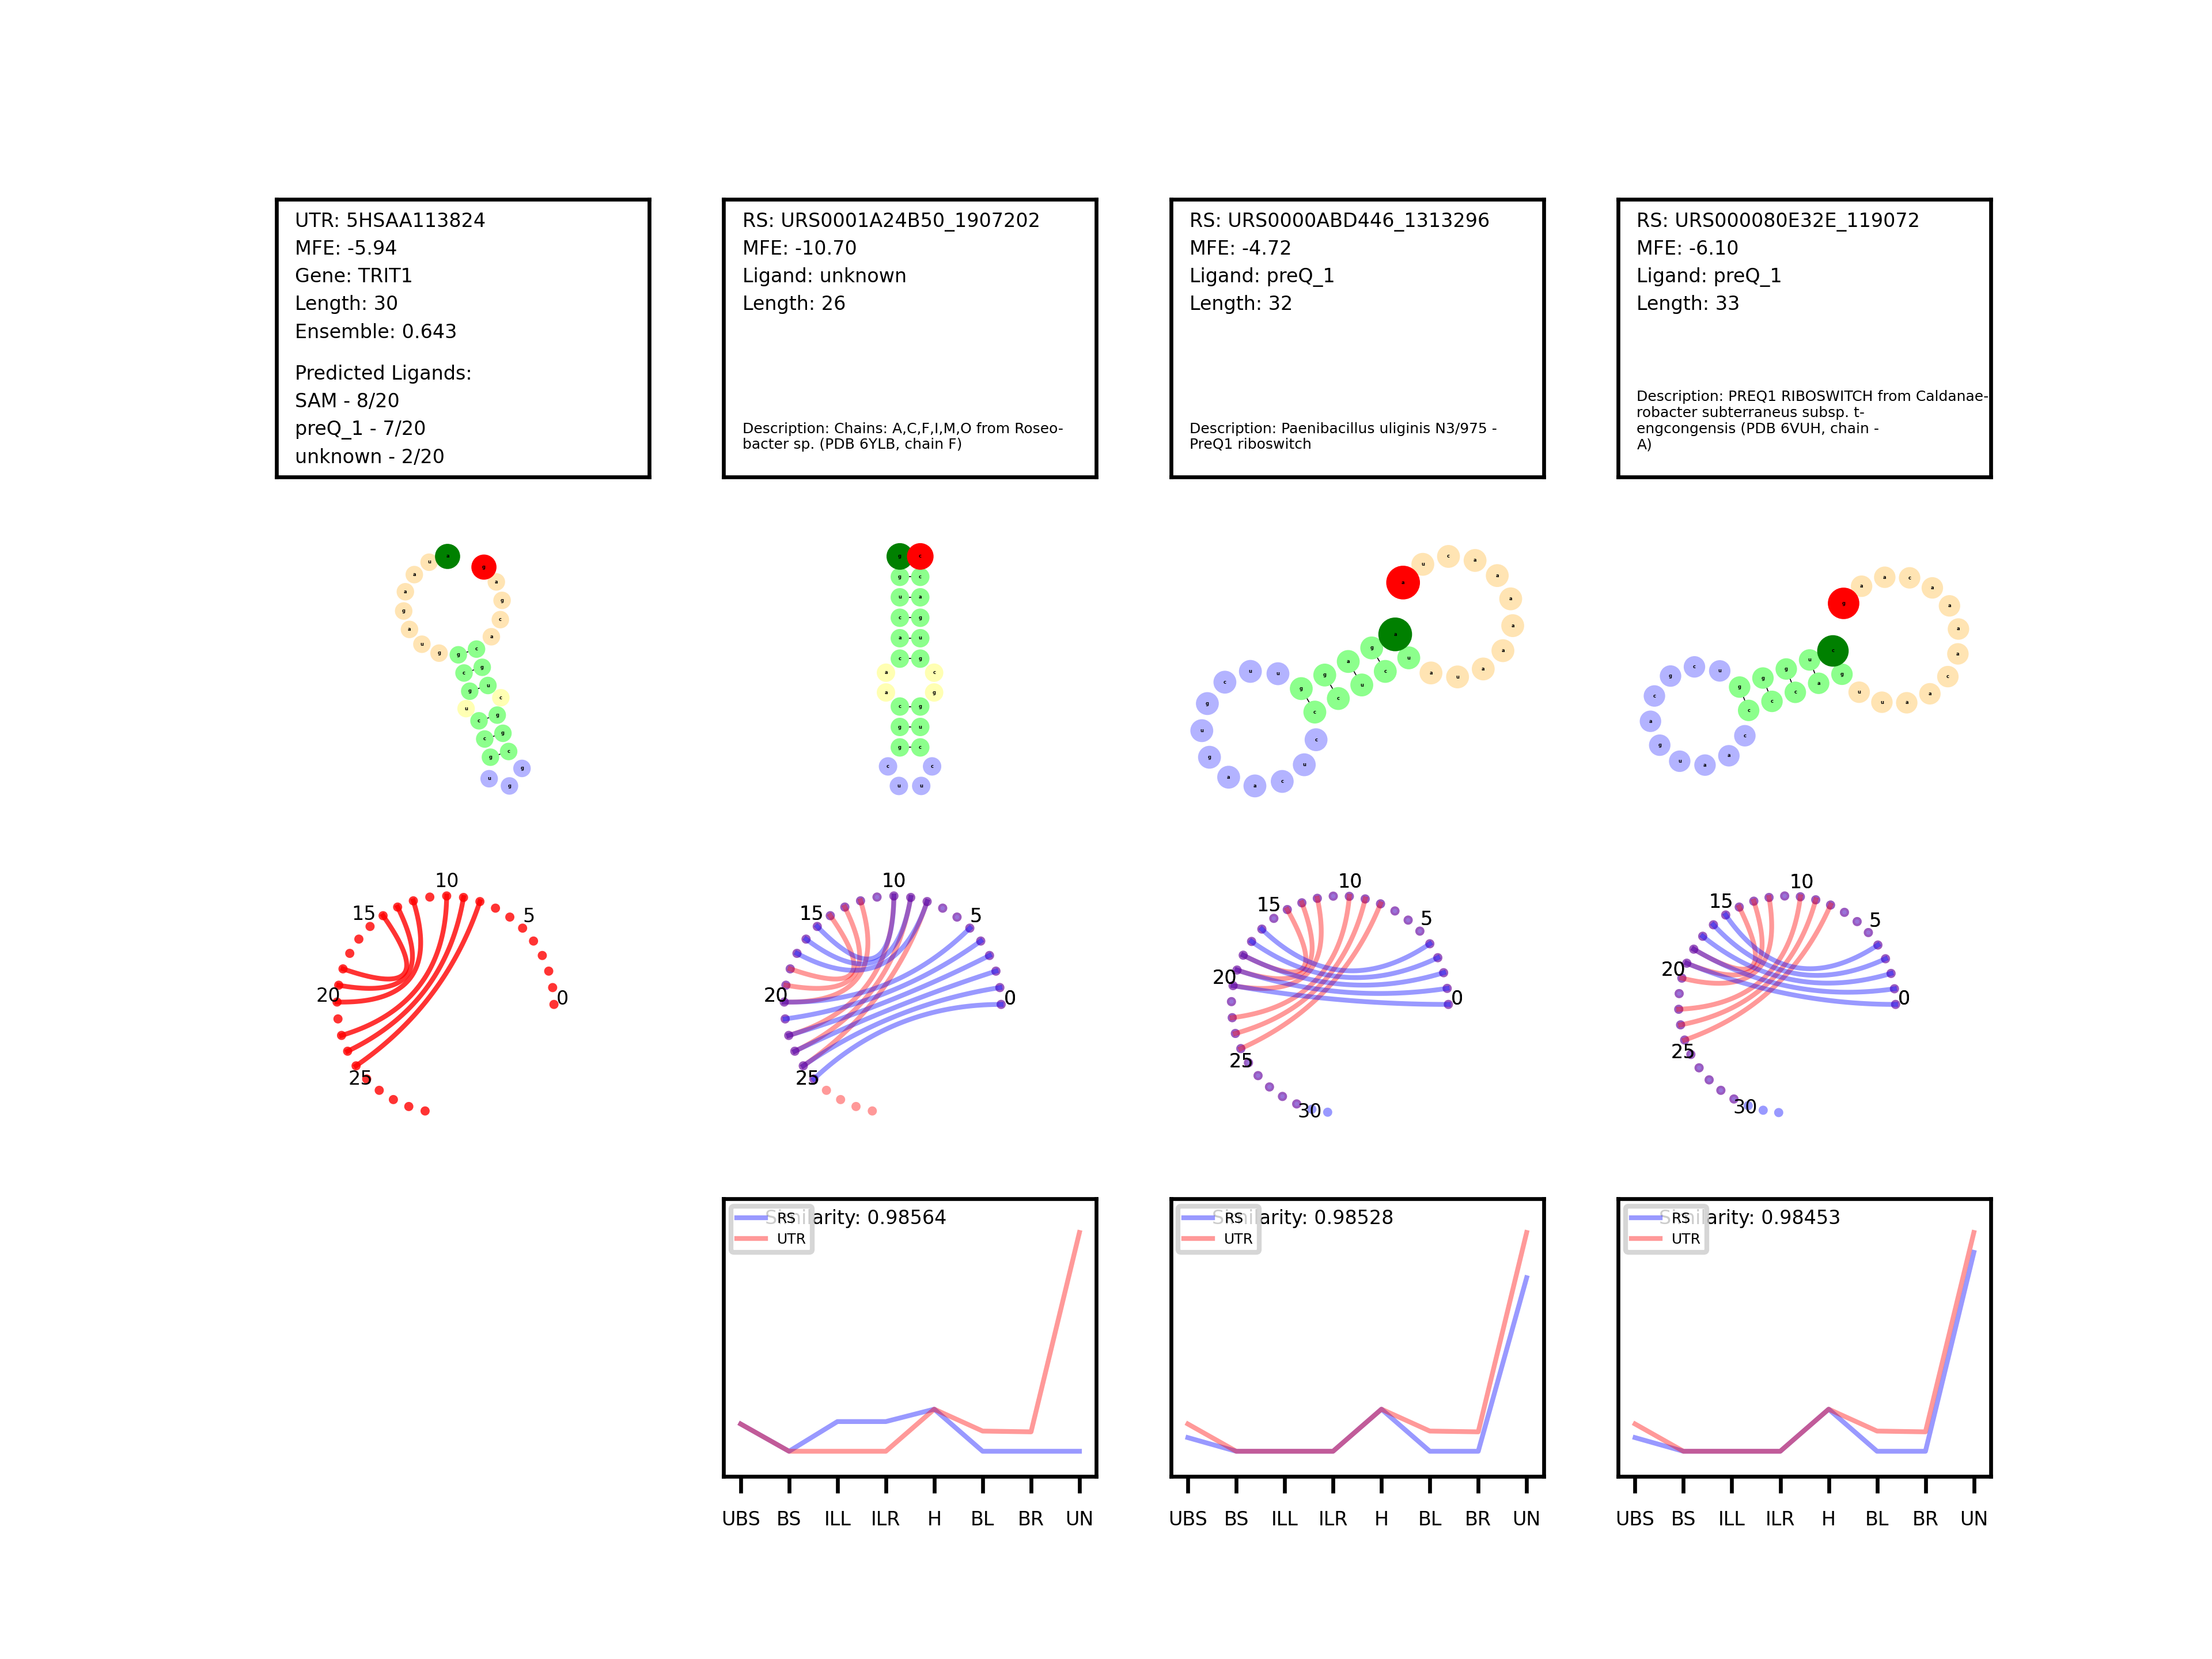 UTR: 5HSAA113824
MFE: -5.94
Gene: TRIT1
Length: 30
Ensemble: 0.643
Predicted Ligands:
SAM - 8/20
preQ_1 - 7/20
unknown - 2/20
RS: URS0001A24B50_1907202
MFE: -10.70
Ligand: unknown
Length: 26
Description: Chains: A,C,F,I,M,O from Roseo-
bacter sp. (PDB 6YLB, chain F)
RS: URS0000ABD446_1313296
MFE: -4.72
Ligand: preQ_1
Length: 32
Description: Paenibacillus uliginis N3/975 -
PreQ1 riboswitch
RS: URS000080E32E_119072
MFE: -6.10
Ligand: preQ_1
Length: 33
Description: PREQ1 RIBOSWITCH from Caldanae-
robacter subterraneus subsp. t-
engcongensis (PDB 6VUH, chain -
A)
0
5
10
15
20
25
0
5
10
15
20
25
0
5
10
15
20
25
30
0
5
10
15
20
25
30
Similarity: 0.98564
RS
UTR
UBS BS ILL ILR H BL BR UN
Similarity: 0.98528
RS
UTR
UBS BS ILL ILR H BL BR UN
Similarity: 0.98453
RS
UTR
UBS BS ILL ILR H BL BR UN